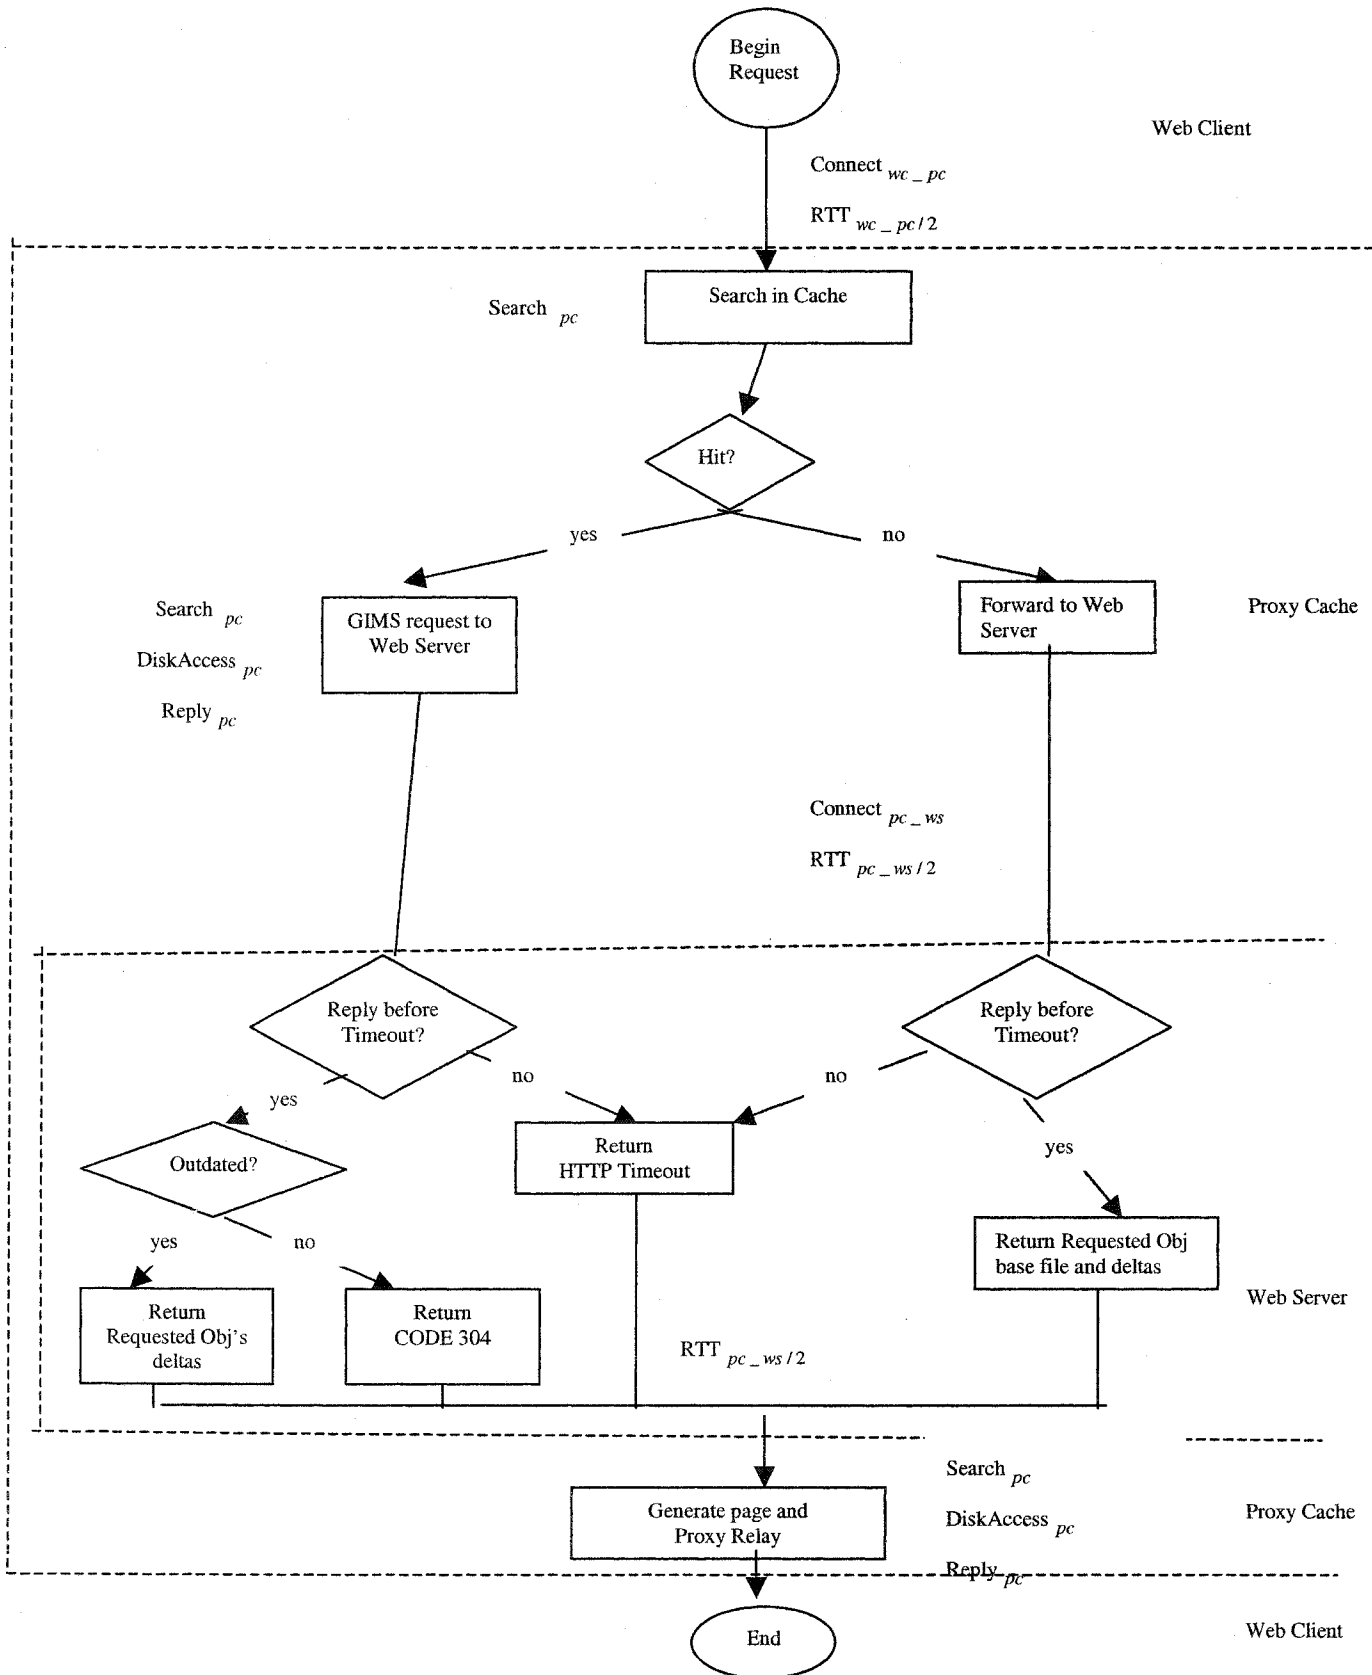 Begin
Request
Web Client
Connect wc _ pc
RTT wc _ pc / 2
Search in Cache
Search pc
Hit?
yes
no
Search pc
GIMS request to
Web Server
Forward to Web
Server
Proxy Cache
DiskAccess pc
Reply pc
Connect pc _ ws
RTT pc _ ws / 2
Reply before
Timeout?
Reply before
Timeout?
no
no
yes
yes
Outdated?
Return
HTTP Timeout
yes
no
Return Requested Obj
base file and deltas
Web Server
Return
Requested Obj's
deltas
Return
CODE 304
RTT pc _ ws / 2
Search pc
Generate page and
Proxy Relay
DiskAccess pc
Proxy Cache
Reply pc
End
Web Client